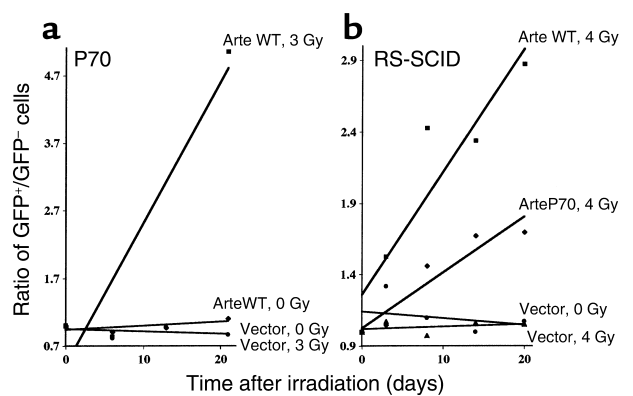 a
P70
Arte WT, 3 Gy
4.7
3.7
2.7
1.7
0.7
ArteWT, 0 Gy
Vector, 0 Gy
Vector, 3 Gy
0
10
20
b
RS-SCID
Arte WT, 4 Gy
2.9
2.4
1.9
1.4
0.9
ArteP70, 4 Gy
Vector, 0 Gy
Vector, 4 Gy
0
10
20
Ratio of GFP⁺/GFP⁻ cells
Time after irradiation (days)